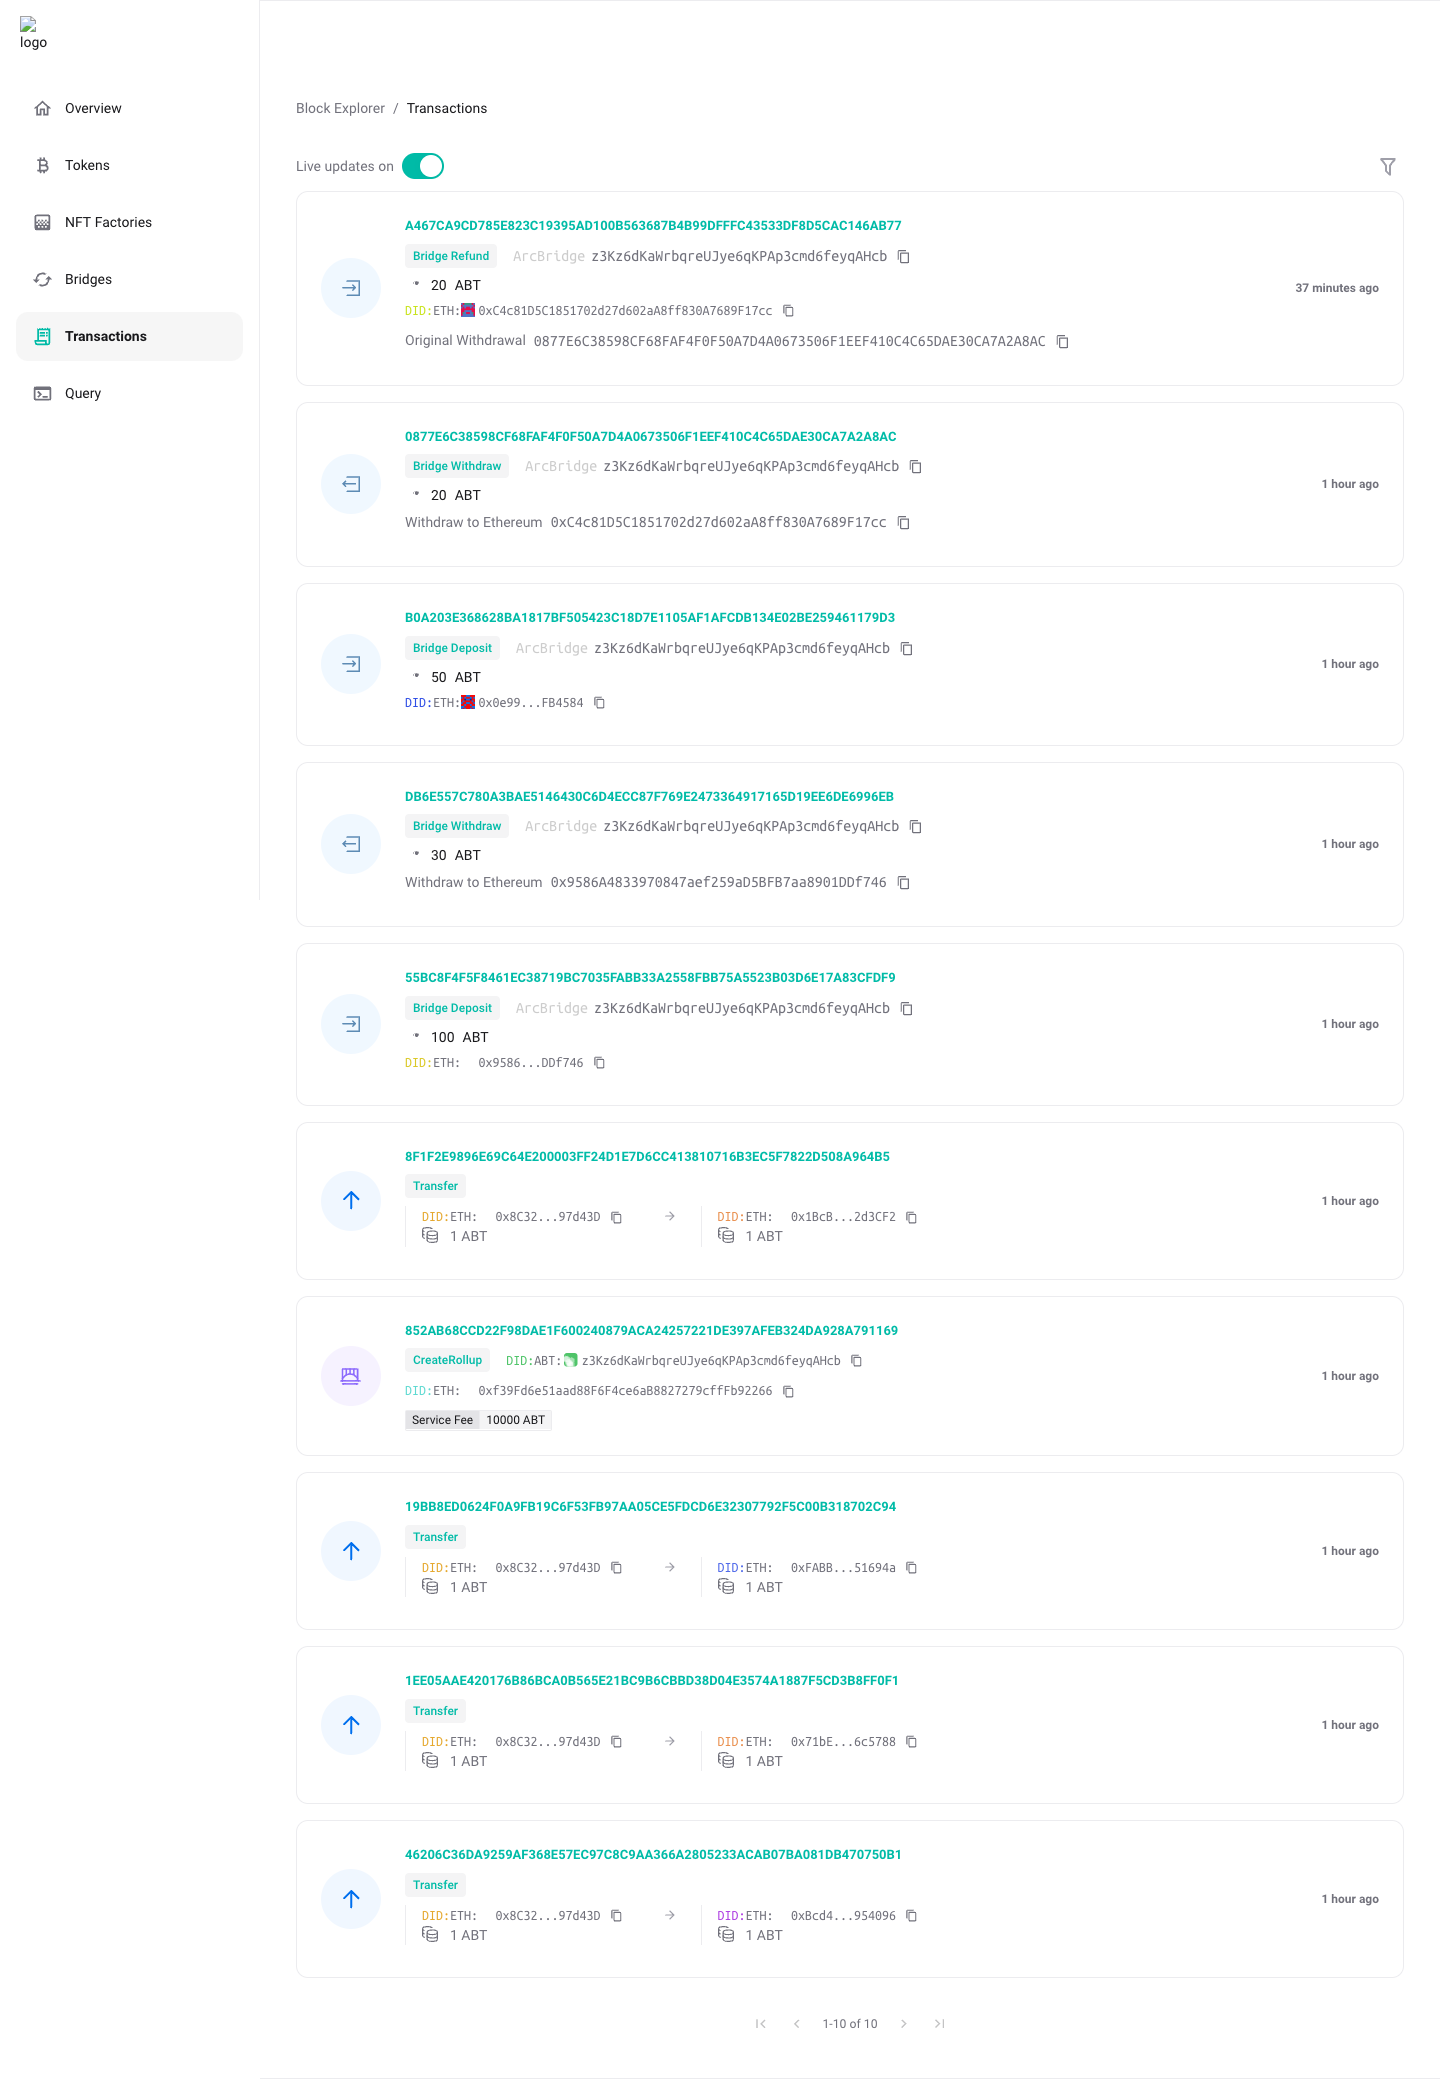 logo
Overview
Tokens
NFT Factories
Bridges
Transactions
Query
Block Explorer / Transactions
Live updates on
A467CA9CD785E823C19395AD100B563687B4B99DFFFC43533DF8D5CAC146AB77
Bridge Refund ArcBridge z3Kz6dKaWrbqreUJye6qKPAp3cmd6feyqAHcb
20 ABT
37 minutes ago
DID:ETH: 0xC4c81D5C1851702d27d602aA8ff830A7689F17cc
Original Withdrawal 0877E6C38598CF68FAF4F0F50A7D4A0673506F1EEF410C4C65DAE30CA7A2A8AC
0877E6C38598CF68FAF4F0F50A7D4A0673506F1EEF410C4C65DAE30CA7A2A8AC
Bridge Withdraw ArcBridge z3Kz6dKaWrbqreUJye6qKPAp3cmd6feyqAHcb
1 hour ago
20 ABT
Withdraw to Ethereum 0xC4c81D5C1851702d27d602aA8ff830A7689F17cc
B0A203E368628BA1817BF505423C18D7E1105AF1AFCDB134E02BE259461179D3
Bridge Deposit ArcBridge z3Kz6dKaWrbqreUJye6qKPAp3cmd6feyqAHcb
1 hour ago
50 ABT
DID:ETH: 0x0e99...FB4584
DB6E557C780A3BAE5146430C6D4ECC87F769E2473364917165D19EE6DE6996EB
Bridge Withdraw ArcBridge z3Kz6dKaWrbqreUJye6qKPAp3cmd6feyqAHcb
1 hour ago
30 ABT
Withdraw to Ethereum 0x9586A4833970847aef259aD5BFB7aa8901DDf746
55BC8F4F5F8461EC38719BC7035FABB33A2558FBB75A5523B03D6E17A83CFDF9
Bridge Deposit ArcBridge z3Kz6dKaWrbqreUJye6qKPAp3cmd6feyqAHcb
1 hour ago
100 ABT
DID:ETH: 0x9586...DDf746
8F1F2E9896E69C64E200003FF24D1E7D6CC413810716B3EC5F7822D508A964B5
Transfer
1 hour ago
DID:ETH: 0x8C32...97d43D → DID:ETH: 0x1BcB...2d3CF2
1 ABT 1 ABT
852AB68CCD22F98DAE1F600240879ACA24257221DE397AFEB324DA928A791169
CreateRollup DID:ABT: z3Kz6dKaWrbqreUJye6qKPAp3cmd6feyqAHcb
1 hour ago
DID:ETH: 0xf39Fd6e51aad88F6F4ce6aB8827279cffFb92266
Service Fee 10000 ABT
19BB8ED0624F0A9FB19C6F53FB97AA05CE5FDCD6E32307792F5C00B318702C94
Transfer
1 hour ago
DID:ETH: 0x8C32...97d43D → DID:ETH: 0xFABB...51694a
1 ABT 1 ABT
1EE05AAE420176B86BCA0B565E21BC9B6CBBD38D04E3574A1887F5CD3B8FF0F1
Transfer
1 hour ago
DID:ETH: 0x8C32...97d43D → DID:ETH: 0x71bE...6c5788
1 ABT 1 ABT
46206C36DA9259AF368E57EC97C8C9AA366A2805233ACAB07BA081DB470750B1
Transfer
1 hour ago
DID:ETH: 0x8C32...97d43D → DID:ETH: 0xBcd4...954096
1 ABT 1 ABT
1-10 of 10